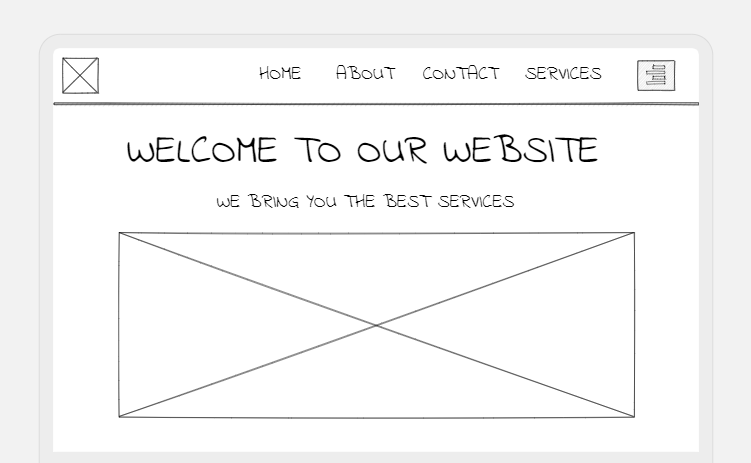 HOME ABOUT CONTACT SERVICES
WELCOME TO OUR WEBSITE
WE BRING YOU THE BEST SERVICES